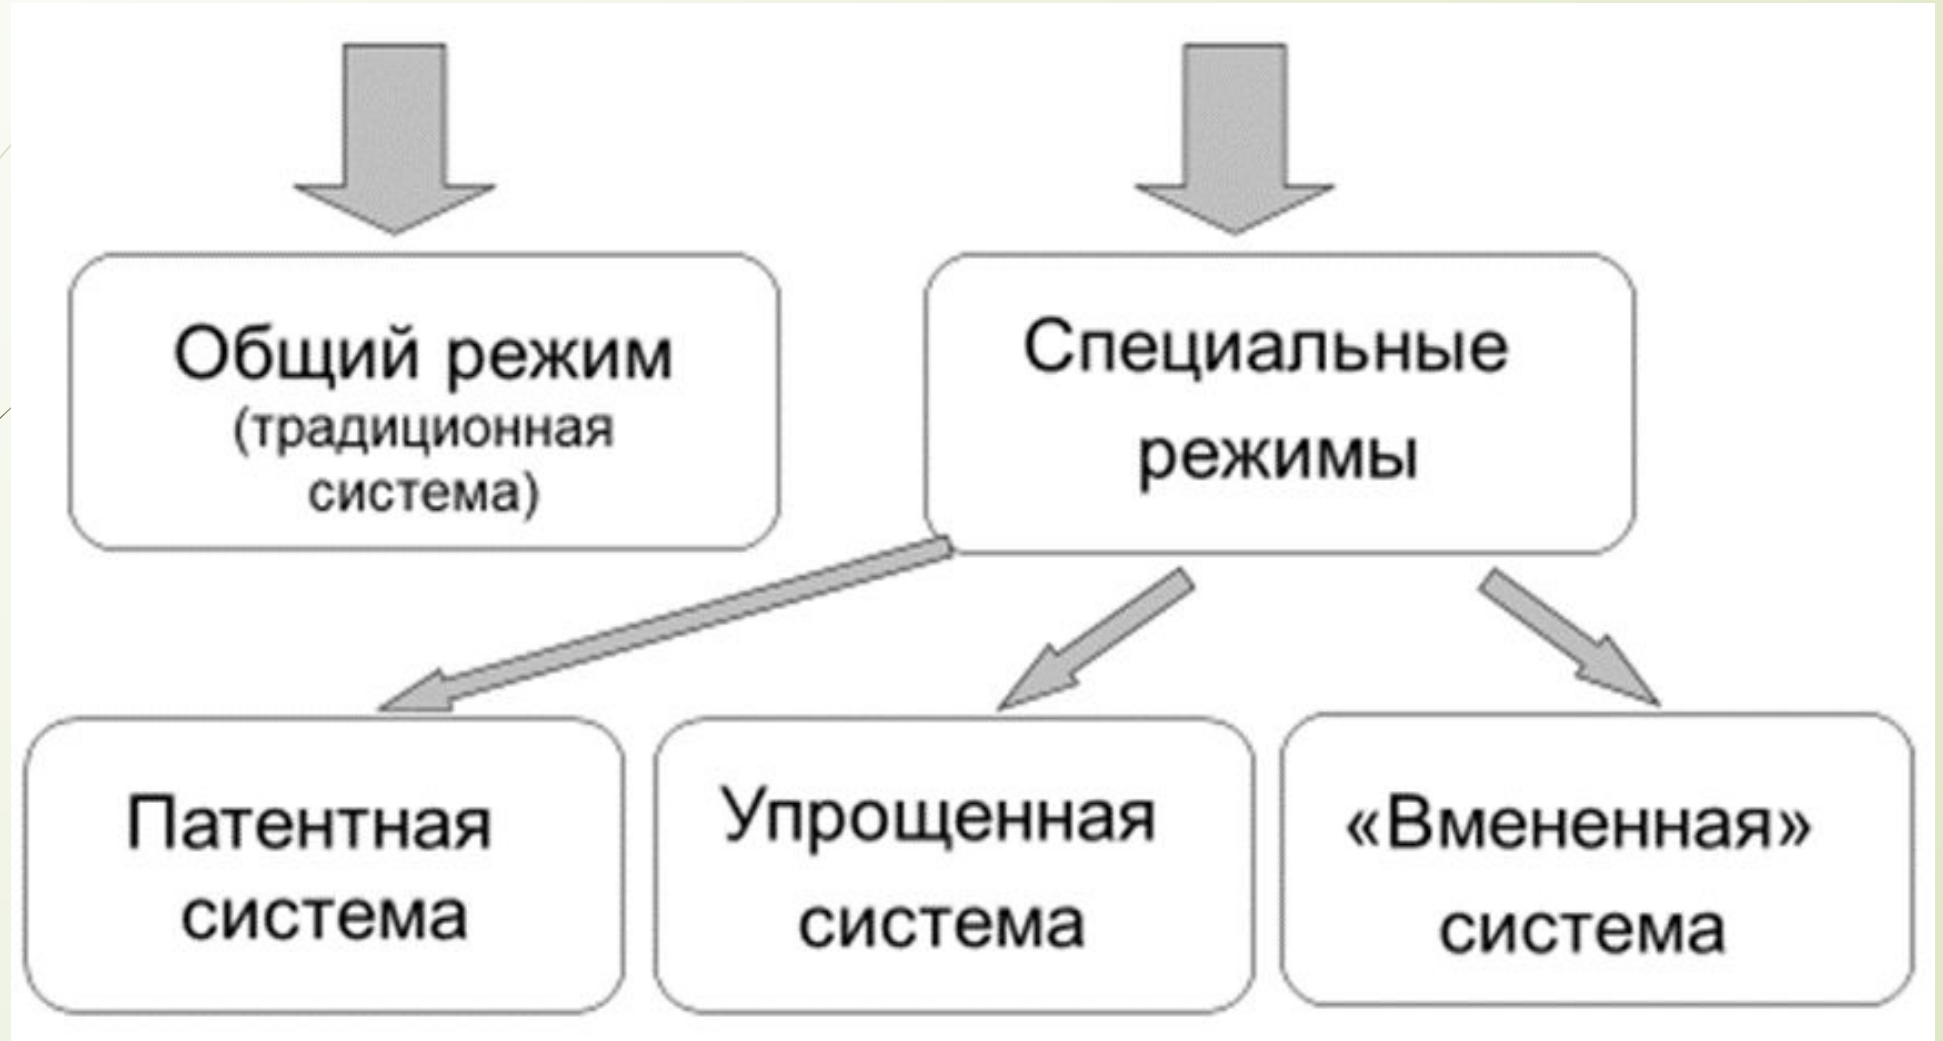 Общий режим
(традиционная
система)
Специальные
режимы
Патентная
система
Упрощенная
система
«Вмененная»
система